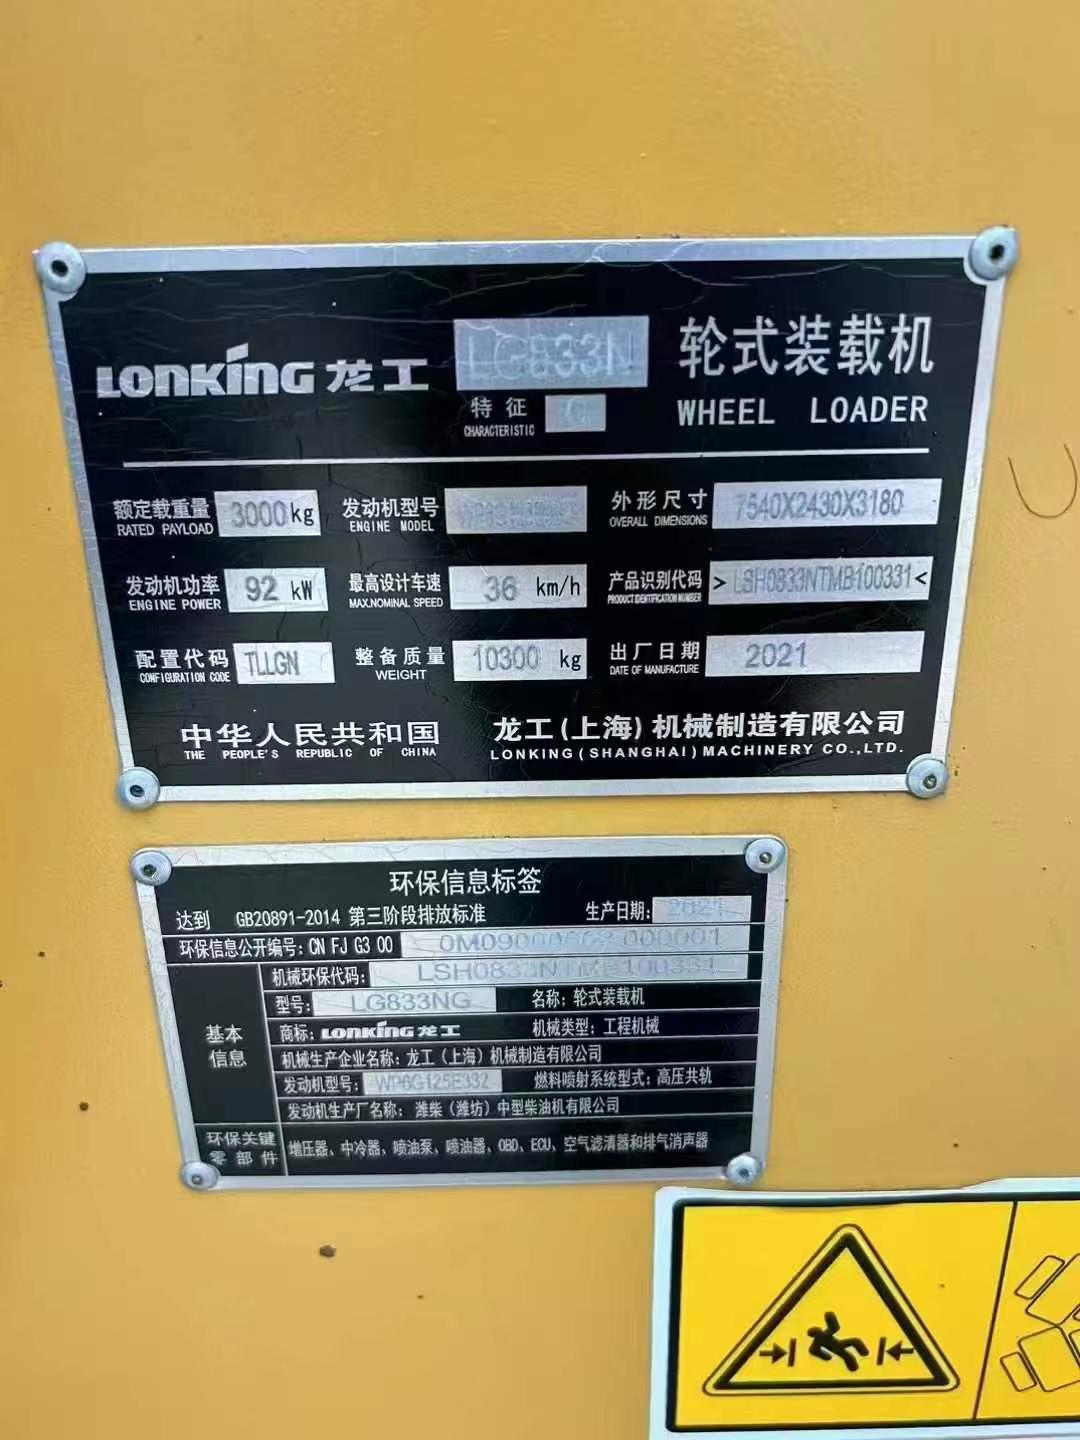 LONKING 龙工 LG833N 轮式装载机
特征 G WHEEL LOADER
CHARACTERISTIC
额定载重量 3000kg 发动机型号 外形尺寸 7540X2430X3180
RATED PAYLOAD ENGINE MODEL OVERALL DIMENSIONS
发动机功率 92 kW 最高设计车速 36 km/h 产品识别代码 >LSH0833NTMB100331<
ENGINE POWER MAX.NOMINAL SPEED PRODUCT IDENTIFICATION NUMBER
配置代码 TLLGN 整备质量 10300 kg 出厂日期 2021
CONFIGURATION CODE WEIGHT DATE OF MANUFACTURE
中华人民共和国 龙工(上海)机械制造有限公司
THE PEOPLE'S REPUBLIC OF CHINA LONKING(SHANGHAI)MACHINERY CO.,LTD.
环保信息标签
达到 GB20891-2014 第三阶段排放标准 生产日期: 2021
环保信息公开编号: CN FJ G3 00 000001
机械环保代码: LSH0833NTMB100331
型号: LG833NG 名称: 轮式装载机
基本信息
商标: LONKING 龙工 机械类型: 工程机械
机械生产企业名称: 龙工(上海)机械制造有限公司
发动机型号: WP6G125E332 燃料喷射系统型式: 高压共轨
发动机生产厂名称: 潍柴(潍坊)中型柴油机有限公司
环保关键零部件 增压器、中冷器、喷油泵、喷油器、OBD、ECU、空气滤清器和排气消声器